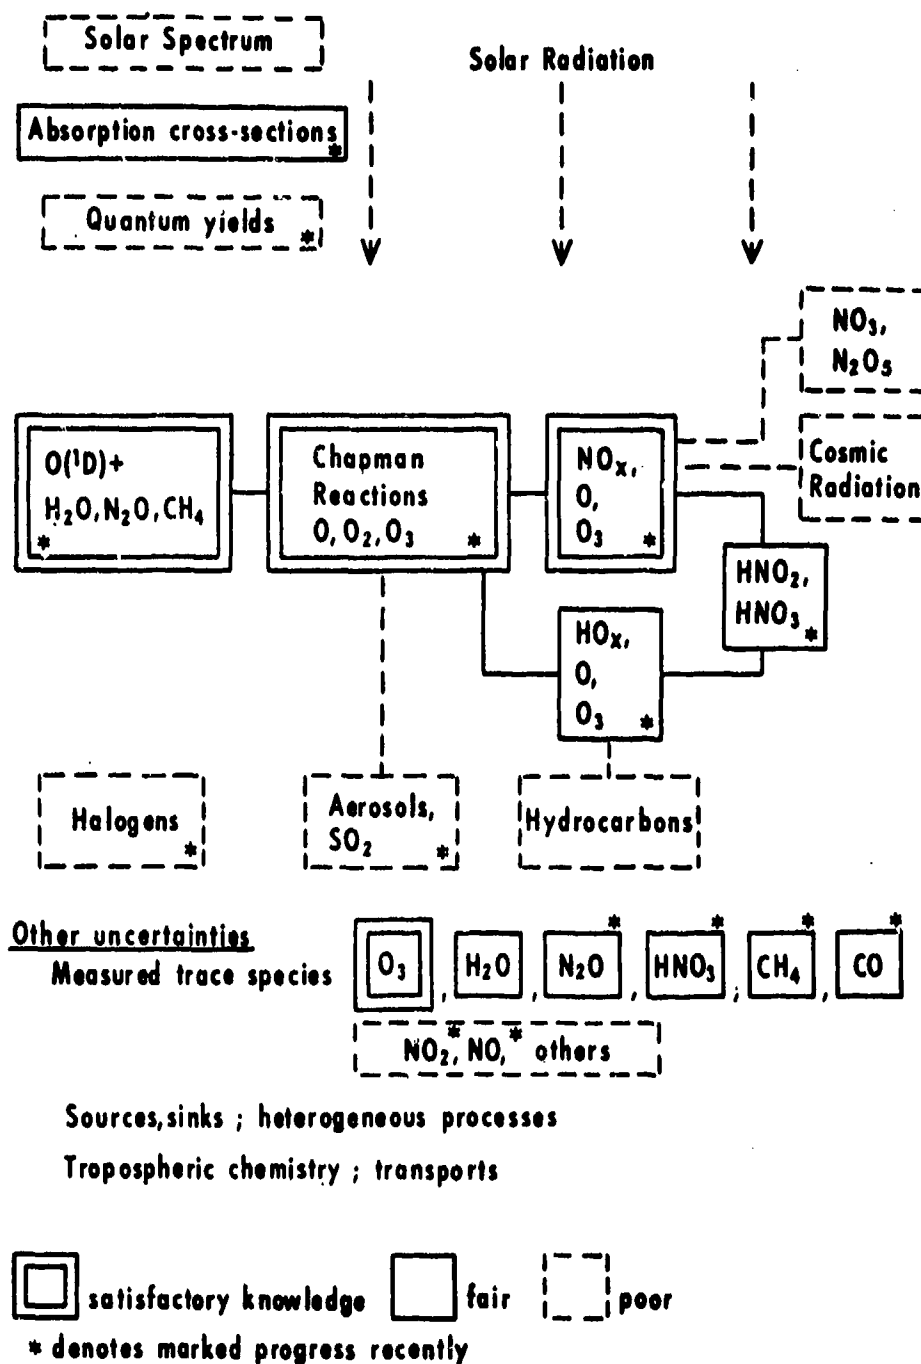 Solar Spectrum
Solar Radiation
Absorption cross-sections
*
Quantum yields *
NO₃,
N₂O₅
O(¹D)+
H₂O, N₂O, CH₄
*
Chapman
Reactions
O, O₂, O₃ *
NOₓ,
O,
O₃ *
Cosmic
Radiation
HNO₂,
HNO₃ *
HOₓ,
O,
O₃ *
Halogens
*
Aerosols,
SO₂ *
Hydrocarbons
Other uncertainties
Measured trace species O₃ , H₂O , N₂O* , HNO₃* ; CH₄* , CO*
NO₂*, NO,* others
Sources, sinks ; heterogeneous processes
Tropospheric chemistry ; transports
satisfactory knowledge fair poor
* denotes marked progress recently